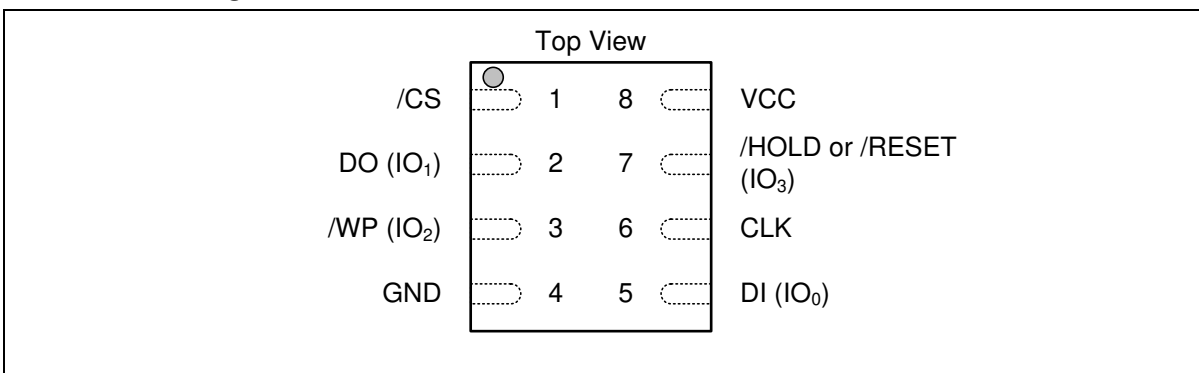 Top View
/CS 1 8 VCC
DO (IO₁) 2 7 /HOLD or /RESET
(IO₃)
/WP (IO₂) 3 6 CLK
GND 4 5 DI (IO₀)